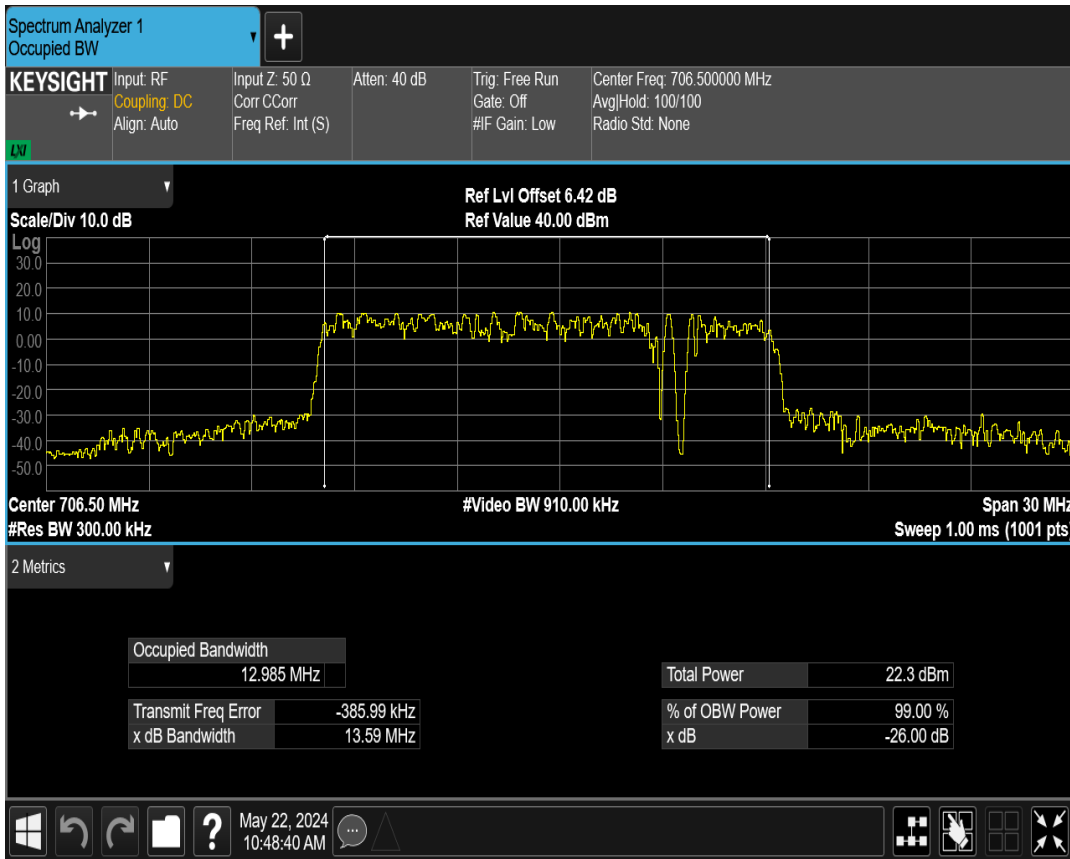 Spectrum Analyzer 1
Occupied BW
KEYSIGHT
LXI
Input: RF
Coupling: DC
Align: Auto
Input Z: 50 Ω
Corr CCorr
Freq Ref: Int (S)
Atten: 40 dB
Trig: Free Run
Gate: Off
#IF Gain: Low
Center Freq: 706.500000 MHz
Avg|Hold: 100/100
Radio Std: None
1 Graph
Scale/Div 10.0 dB
Ref Lvl Offset 6.42 dB
Ref Value 40.00 dBm
Log
30.0
20.0
10.0
0.00
-10.0
-20.0
-30.0
-40.0
-50.0
Center 706.50 MHz
#Res BW 300.00 kHz
#Video BW 910.00 kHz
Span 30 MHz
Sweep 1.00 ms (1001 pts)
2 Metrics
Occupied Bandwidth
12.985 MHz
Transmit Freq Error -385.99 kHz
x dB Bandwidth 13.59 MHz
Total Power 22.3 dBm
% of OBW Power 99.00 %
x dB -26.00 dB
May 22, 2024
10:48:40 AM